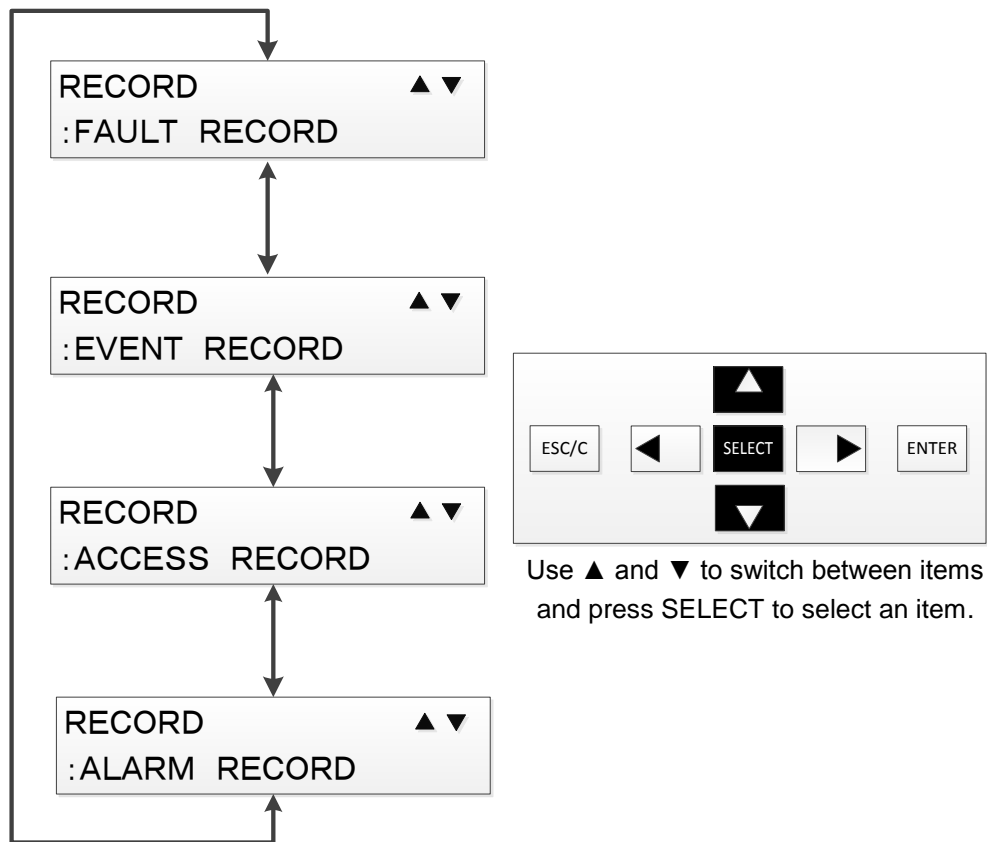 RECORD ▲ ▼
:FAULT RECORD
RECORD ▲ ▼
:EVENT RECORD
RECORD ▲ ▼
:ACCESS RECORD
RECORD ▲ ▼
:ALARM RECORD
▲
ESC/C ◀ SELECT ▶ ENTER
▼
Use ▲ and ▼ to switch between items
and press SELECT to select an item.